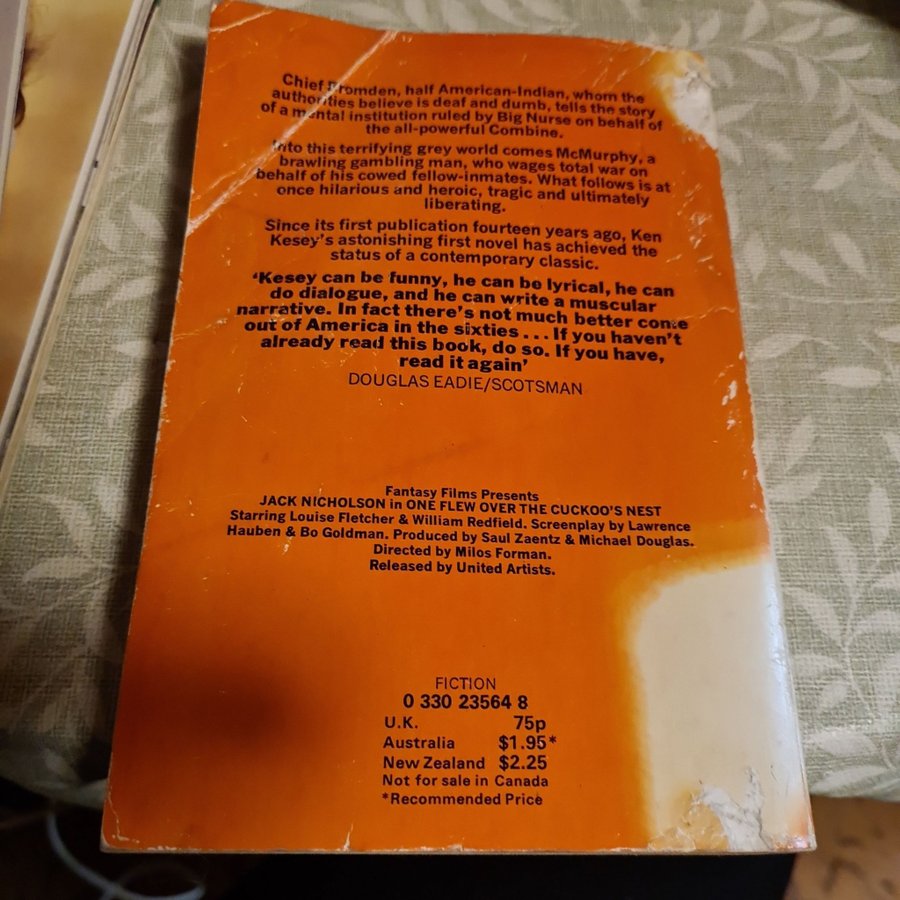 Chief Bromden, half American-Indian, whom the
authorities believe is deaf and dumb, tells the story
of a mental institution ruled by Big Nurse on behalf of
the all-powerful Combine.
Into this terrifying grey world comes McMurphy, a
brawling gambling man, who wages total war on
behalf of his cowed fellow-inmates. What follows is at
once hilarious and heroic, tragic and ultimately
liberating.
Since its first publication fourteen years ago, Ken
Kesey's astonishing first novel has achieved the
status of a contemporary classic.
‘Kesey can be funny, he can be lyrical, he can
do dialogue, and he can write a muscular
narrative. In fact there's not much better come
out of America in the sixties . . . If you haven't
already read this book, do so. If you have,
read it again’
DOUGLAS EADIE/SCOTSMAN
Fantasy Films Presents
JACK NICHOLSON in ONE FLEW OVER THE CUCKOO'S NEST
Starring Louise Fletcher & William Redfield. Screenplay by Lawrence
Hauben & Bo Goldman. Produced by Saul Zaentz & Michael Douglas.
Directed by Milos Forman.
Released by United Artists.
FICTION
0 330 23564 8
U.K. 75p
Australia $1.95*
New Zealand $2.25
Not for sale in Canada
*Recommended Price